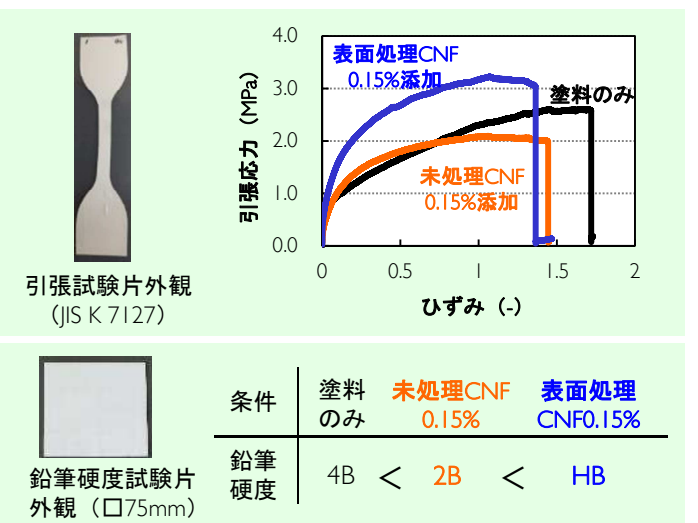 4.0
3.0
2.0
1.0
0.0
引張応力（MPa）
表面処理CNF
0.15%添加
塗料のみ
未処理CNF
0.15%添加
0
0.5
1
1.5
2
ひずみ（-）
引張試験片外観
（JIS K 7127）
条件
塗料
のみ
未処理CNF
0.15%
表面処理
CNF0.15%
鉛筆
硬度
4B < 2B < HB
鉛筆硬度試験片
外観（□75mm）